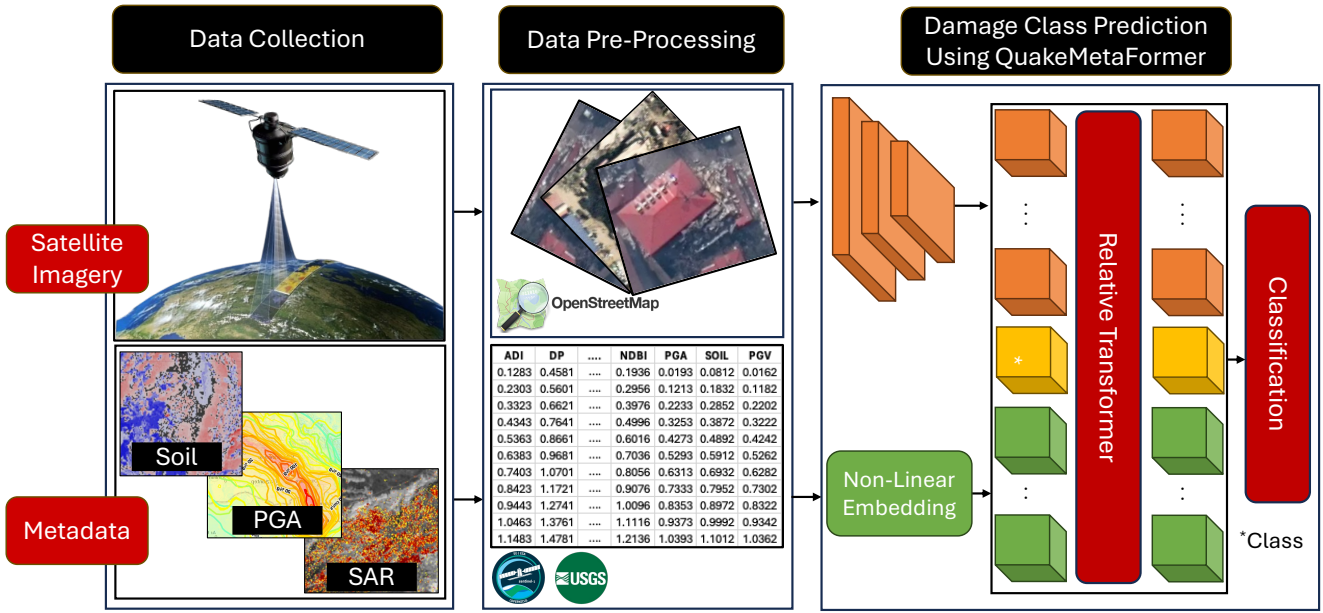 Data Collection
Data Pre-Processing
Damage Class Prediction
Using QuakeMetaFormer
Satellite
Imagery
Metadata
Soil
PGA
SAR
OpenStreetMap
ADI DP .... NDBI PGA SOIL PGV
0.1283 0.4581 .... 0.1936 0.0193 0.0812 0.0162
0.2303 0.5601 .... 0.2956 0.1213 0.1832 0.1182
0.3323 0.6621 .... 0.3976 0.2233 0.2852 0.2202
0.4343 0.7641 .... 0.4996 0.3253 0.3872 0.3222
0.5363 0.8661 .... 0.6016 0.4273 0.4892 0.4242
0.6383 0.9681 .... 0.7036 0.5293 0.5912 0.5262
0.7403 1.0701 .... 0.8056 0.6313 0.6932 0.6282
0.8423 1.1721 .... 0.9076 0.7333 0.7952 0.7302
0.9443 1.2741 .... 1.0096 0.8353 0.8972 0.8322
1.0463 1.3761 .... 1.1116 0.9373 0.9992 0.9342
1.1483 1.4781 .... 1.2136 1.0393 1.1012 1.0362
USGS
Non-Linear
Embedding
*
Relative Transformer
Classification
*Class